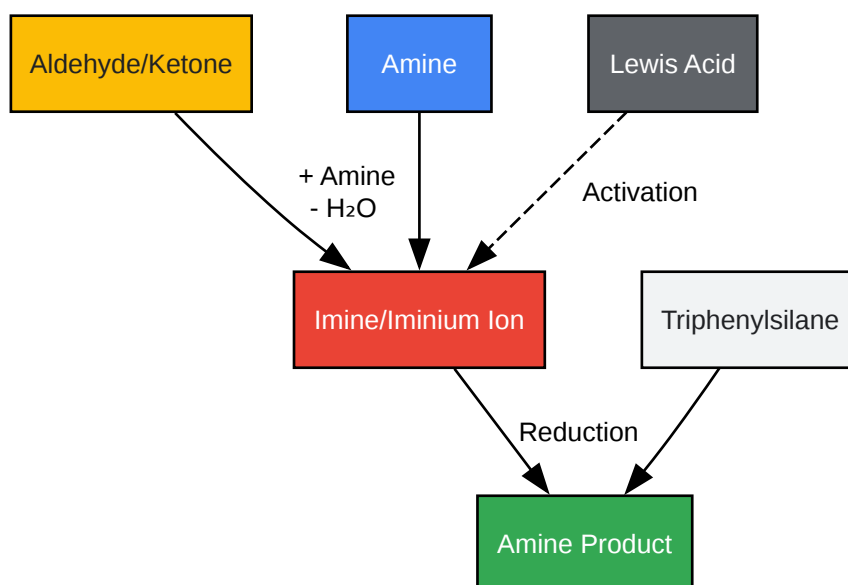 Aldehyde/Ketone
Amine
Lewis Acid
+ Amine
- H₂O
Activation
Imine/Iminium Ion
Triphenylsilane
Reduction
Amine Product